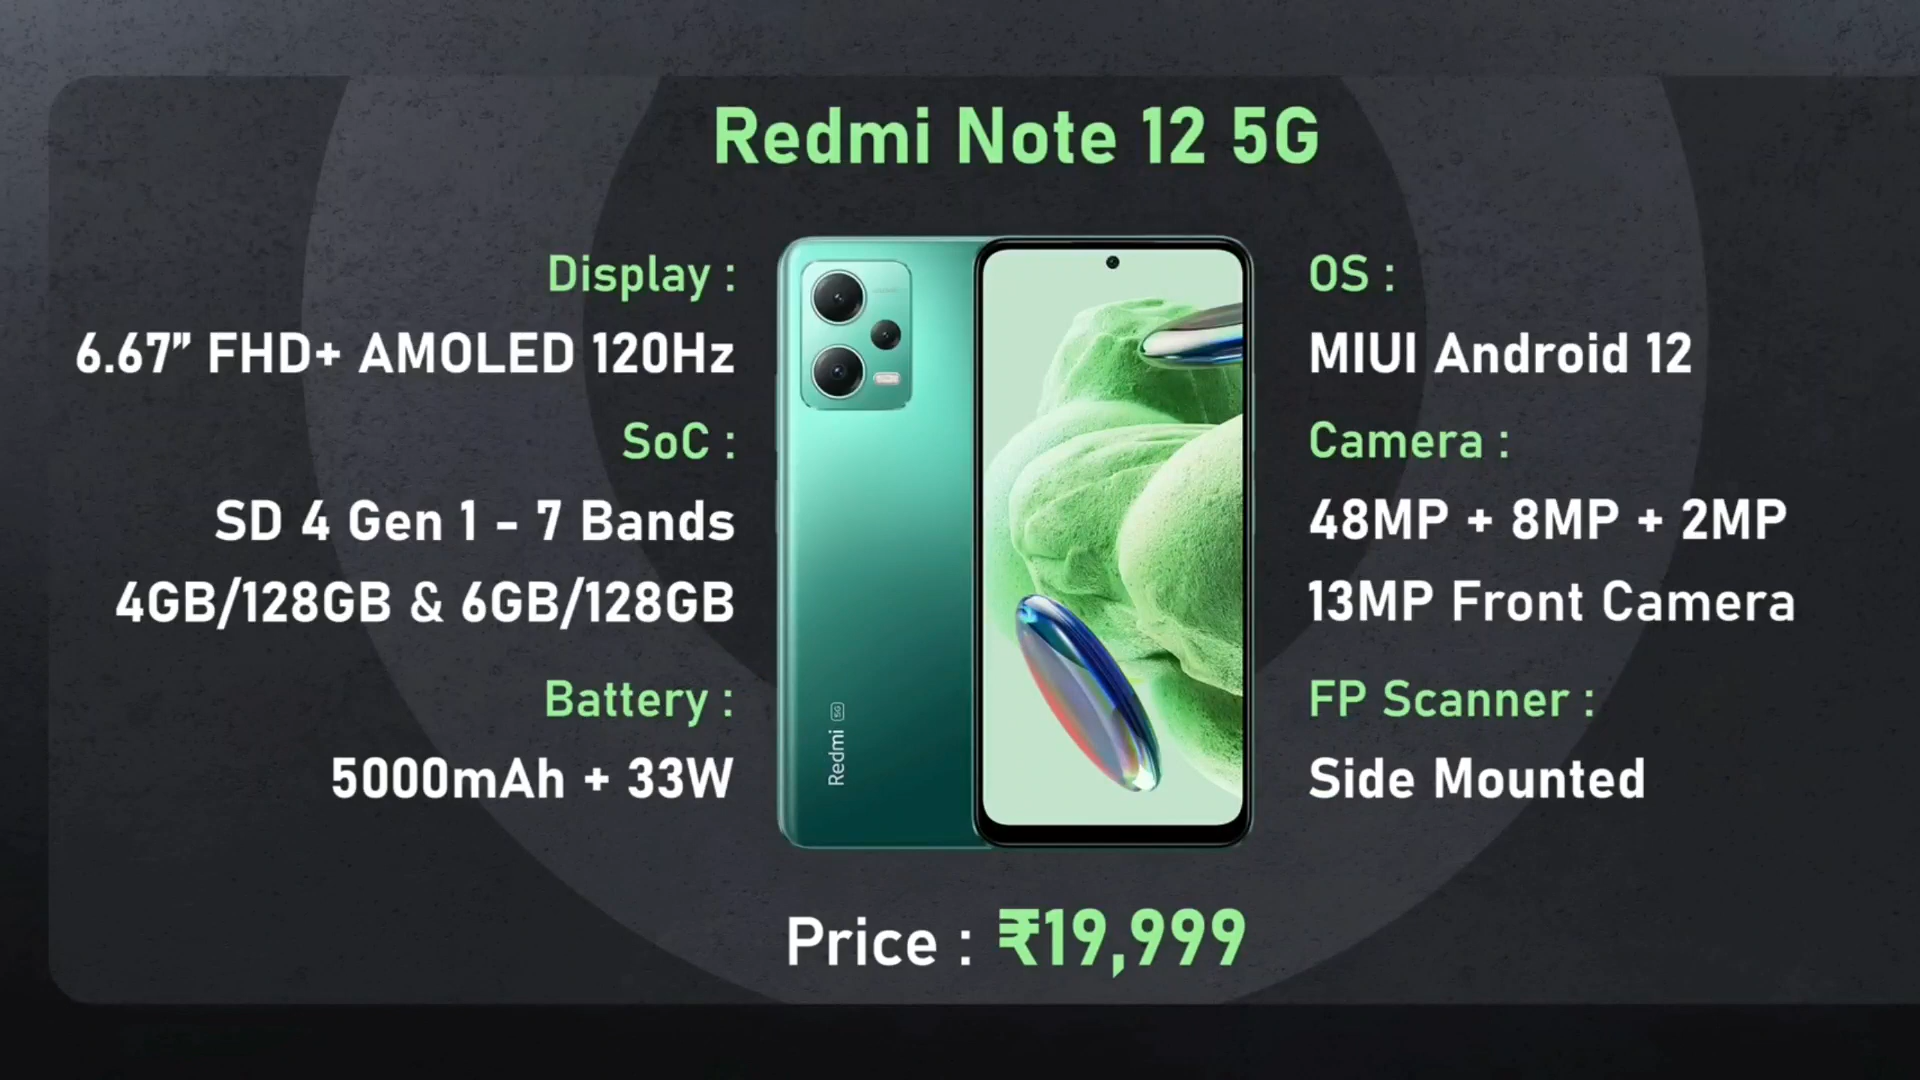 Redmi Note 12 5G
Display :
6.67” FHD+ AMOLED 120Hz
SoC :
SD 4 Gen 1 - 7 Bands
4GB/128GB & 6GB/128GB
Battery :
5000mAh + 33W
Redmi 5G
OS :
MIUI Android 12
Camera :
48MP + 8MP + 2MP
13MP Front Camera
FP Scanner :
Side Mounted
Price : ₹19,999